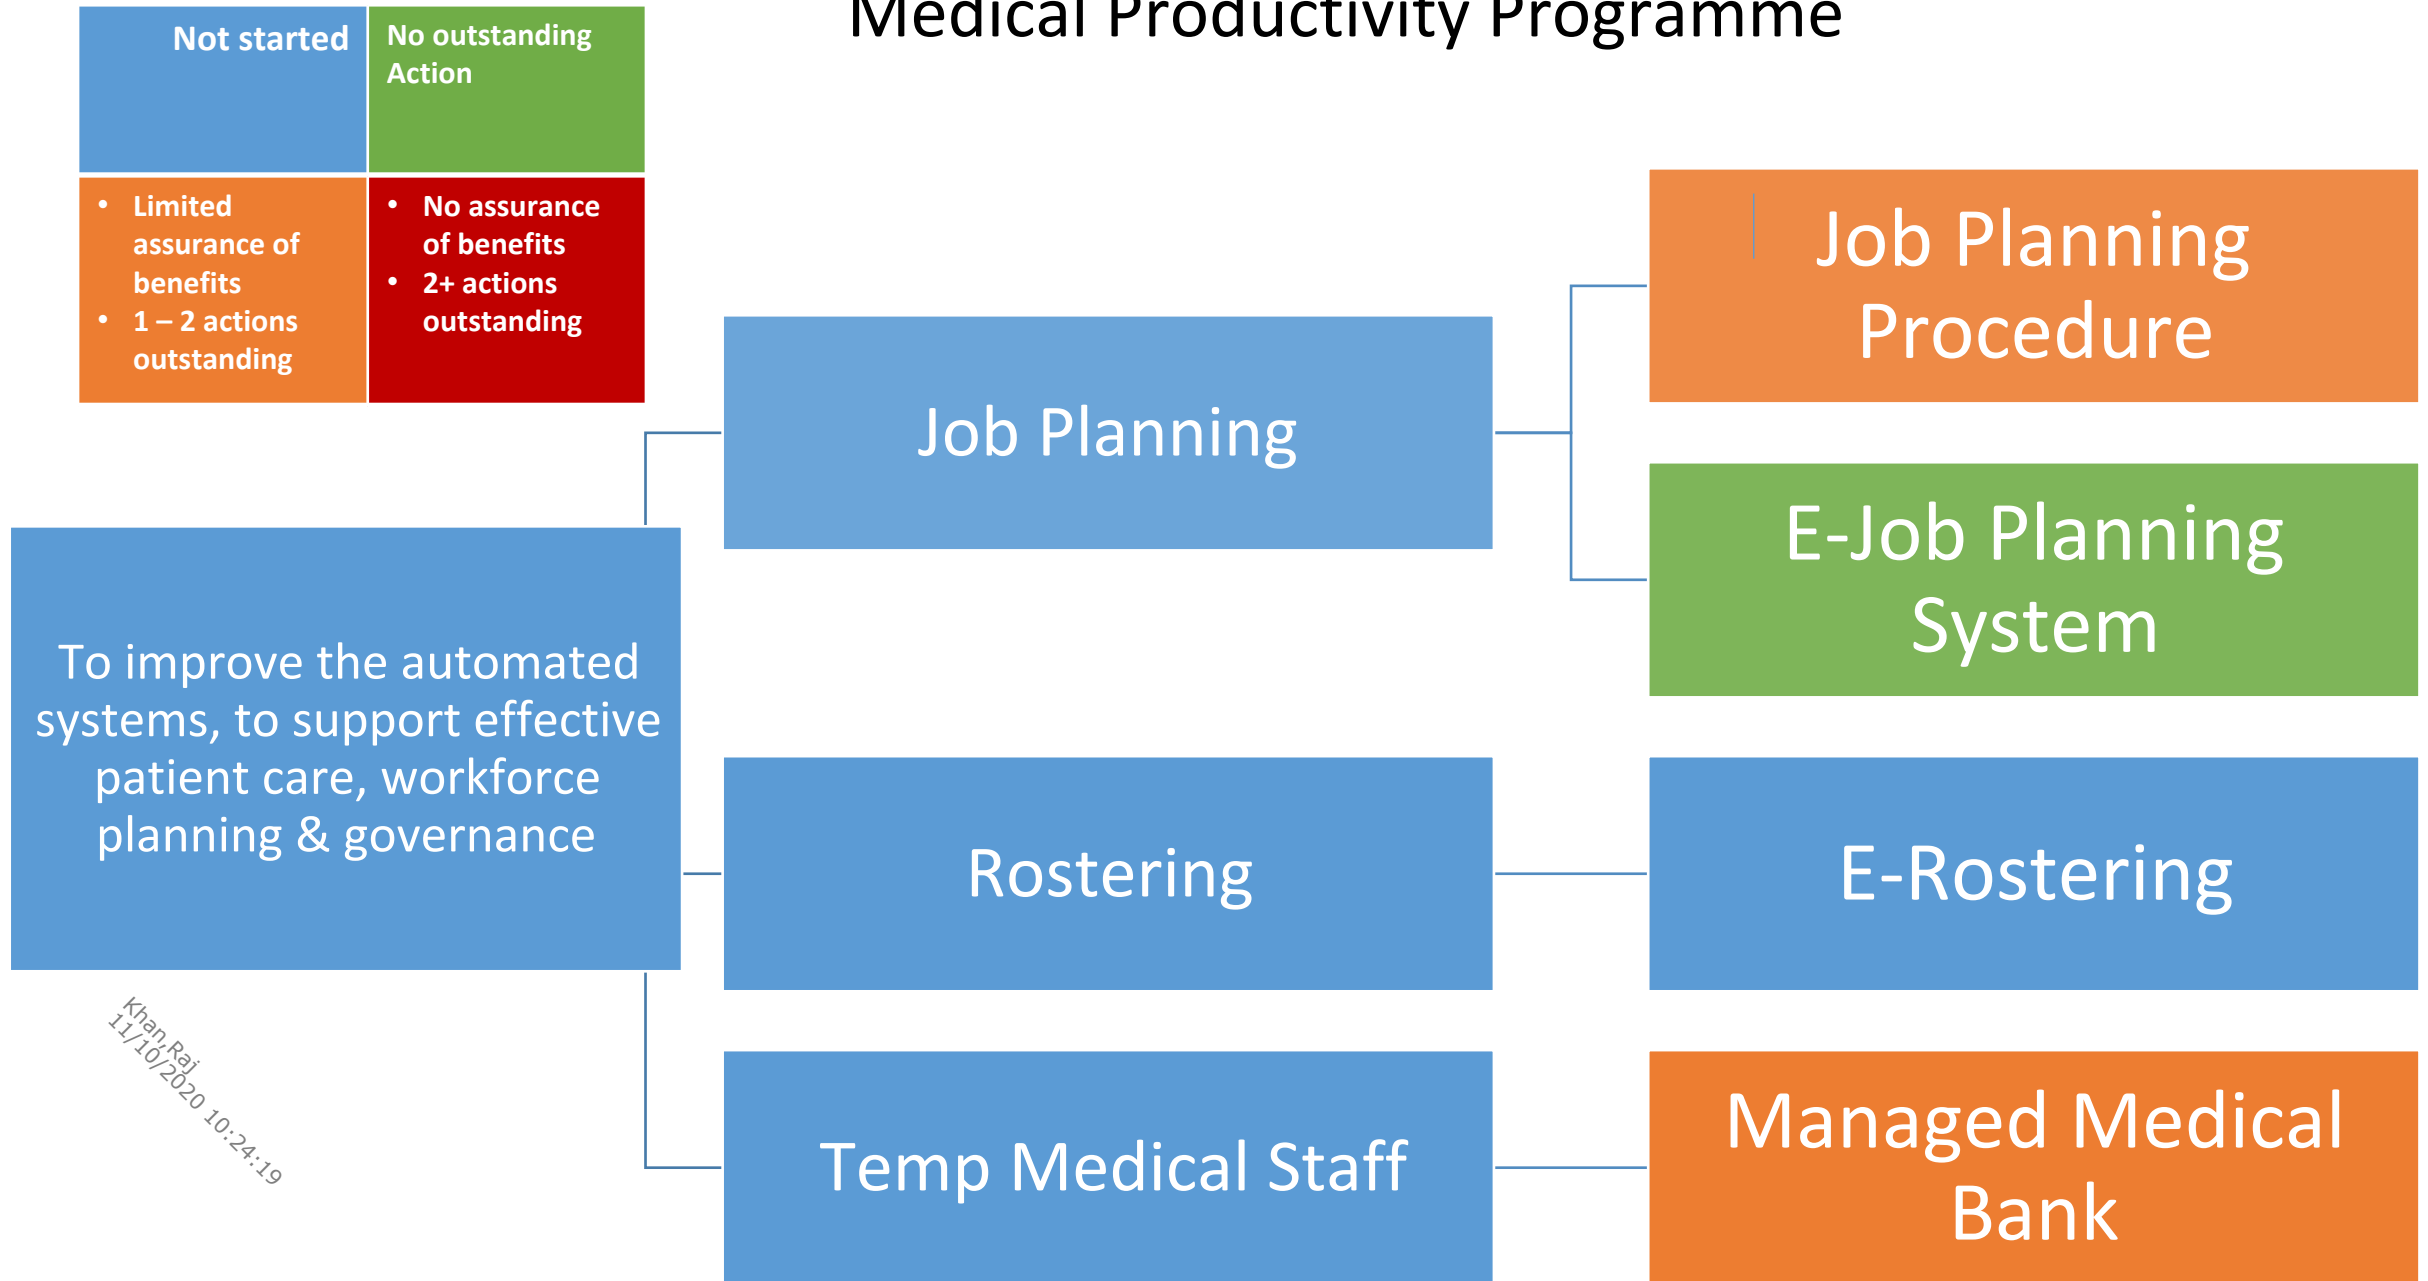 Medical Productivity Programme
Not started
No outstanding
Action
• Limited
assurance of
benefits
• 1 – 2 actions
outstanding
• No assurance
of benefits
• 2+ actions
outstanding
To improve the automated
systems, to support effective
patient care, workforce
planning & governance
Job Planning
Job Planning
Procedure
E-Job Planning
System
Rostering
E-Rostering
Temp Medical Staff
Managed Medical
Bank
Khan,Raj
11/10/2020 10:24:19